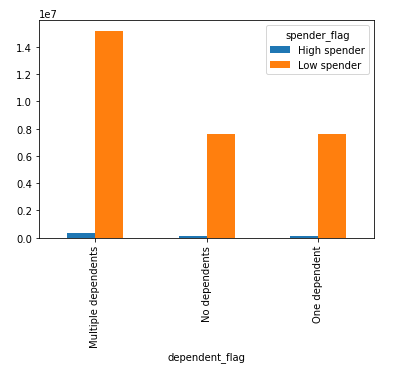 1e7
1.4
1.2
1.0
0.8
0.6
0.4
0.2
0.0
spender_flag
High spender
Low spender
Multiple dependents
No dependents
One dependent
dependent_flag